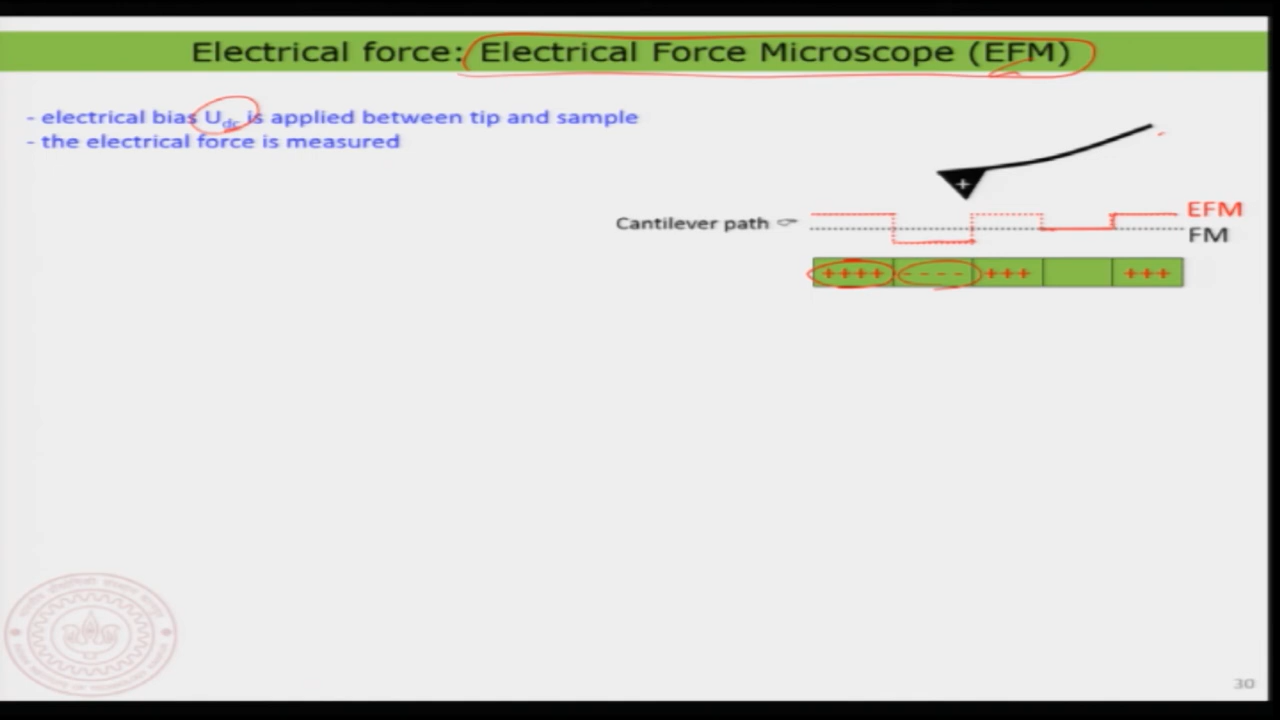 Electrical force: Electrical Force Microscope (EFM)
- electrical bias Udc is applied between tip and sample
- the electrical force is measured
+
EFM
Cantilever path
FM
++++ - - - - +++ +++
30